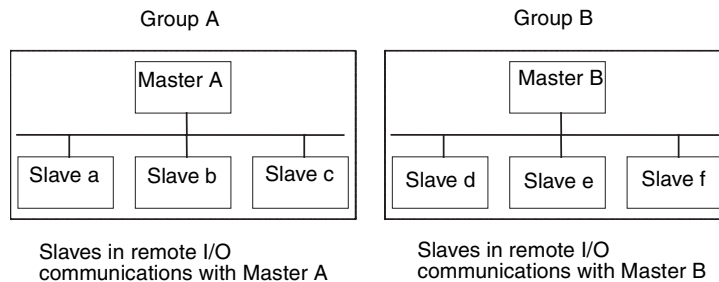 Group A
Master A
Slave a
Slave b
Slave c
Slaves in remote I/O
communications with Master A
Group B
Master B
Slave d
Slave e
Slave f
Slaves in remote I/O
communications with Master B